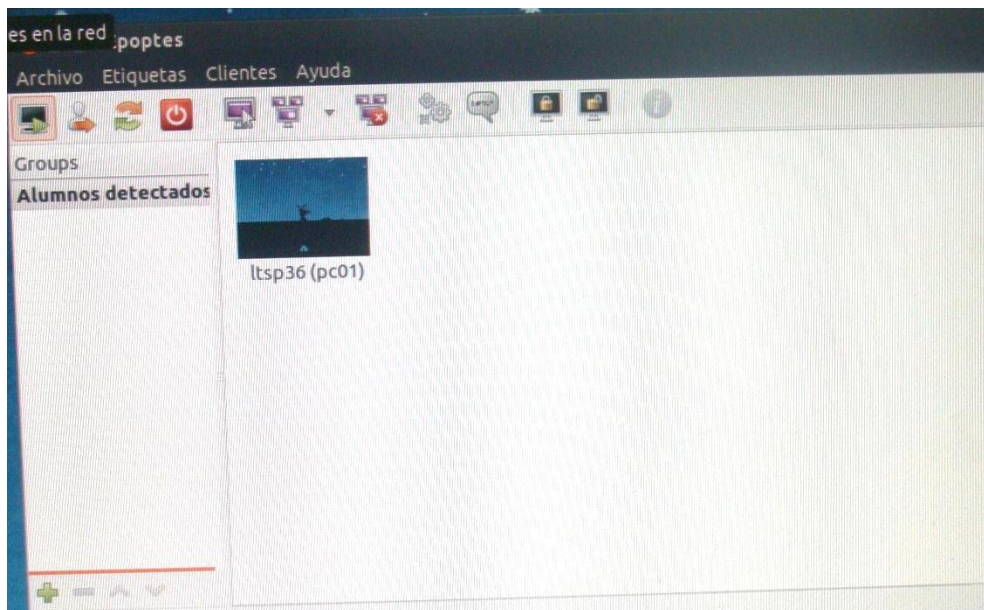 es en la red
poptes
Archivo Etiquetas Clientes Ayuda
Groups
Alumnos detectados
ltsp36 (pc01)